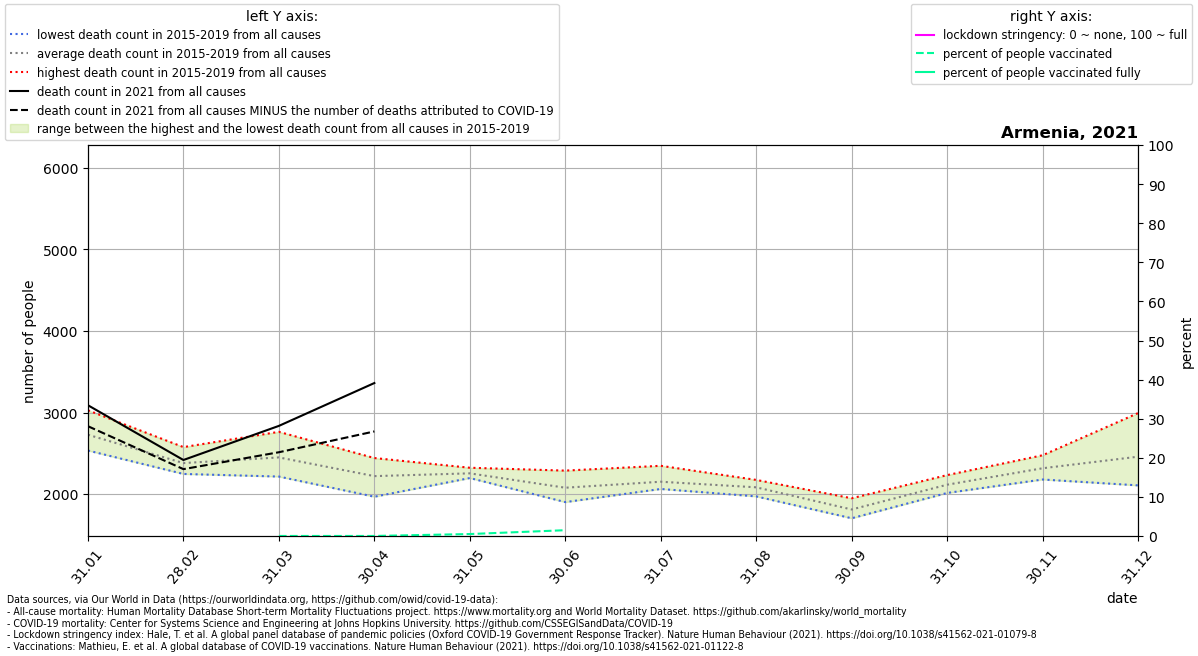 left Y axis:
lowest death count in 2015-2019 from all causes
average death count in 2015-2019 from all causes
highest death count in 2015-2019 from all causes
death count in 2021 from all causes
death count in 2021 from all causes MINUS the number of deaths attributed to COVID-19
range between the highest and the lowest death count from all causes in 2015-2019
right Y axis:
lockdown stringency: 0 ~ none, 100 ~ full
percent of people vaccinated
percent of people vaccinated fully
Armenia, 2021
number of people
6000
5000
4000
3000
2000
100
90
80
70
60
50
40
30
20
10
0
percent
31.01
28.02
31.03
30.04
31.05
30.06
31.07
31.08
30.09
31.10
30.11
31.12
date
Data sources, via Our World in Data (https://ourworldindata.org, https://github.com/owid/covid-19-data):
- All-cause mortality: Human Mortality Database Short-term Mortality Fluctuations project. https://www.mortality.org and World Mortality Dataset. https://github.com/akarlinsky/world_mortality
- COVID-19 mortality: Center for Systems Science and Engineering at Johns Hopkins University. https://github.com/CSSEGISandData/COVID-19
- Lockdown stringency index: Hale, T. et al. A global panel database of pandemic policies (Oxford COVID-19 Government Response Tracker). Nature Human Behaviour (2021). https://doi.org/10.1038/s41562-021-01079-8
- Vaccinations: Mathieu, E. et al. A global database of COVID-19 vaccinations. Nature Human Behaviour (2021). https://doi.org/10.1038/s41562-021-01122-8